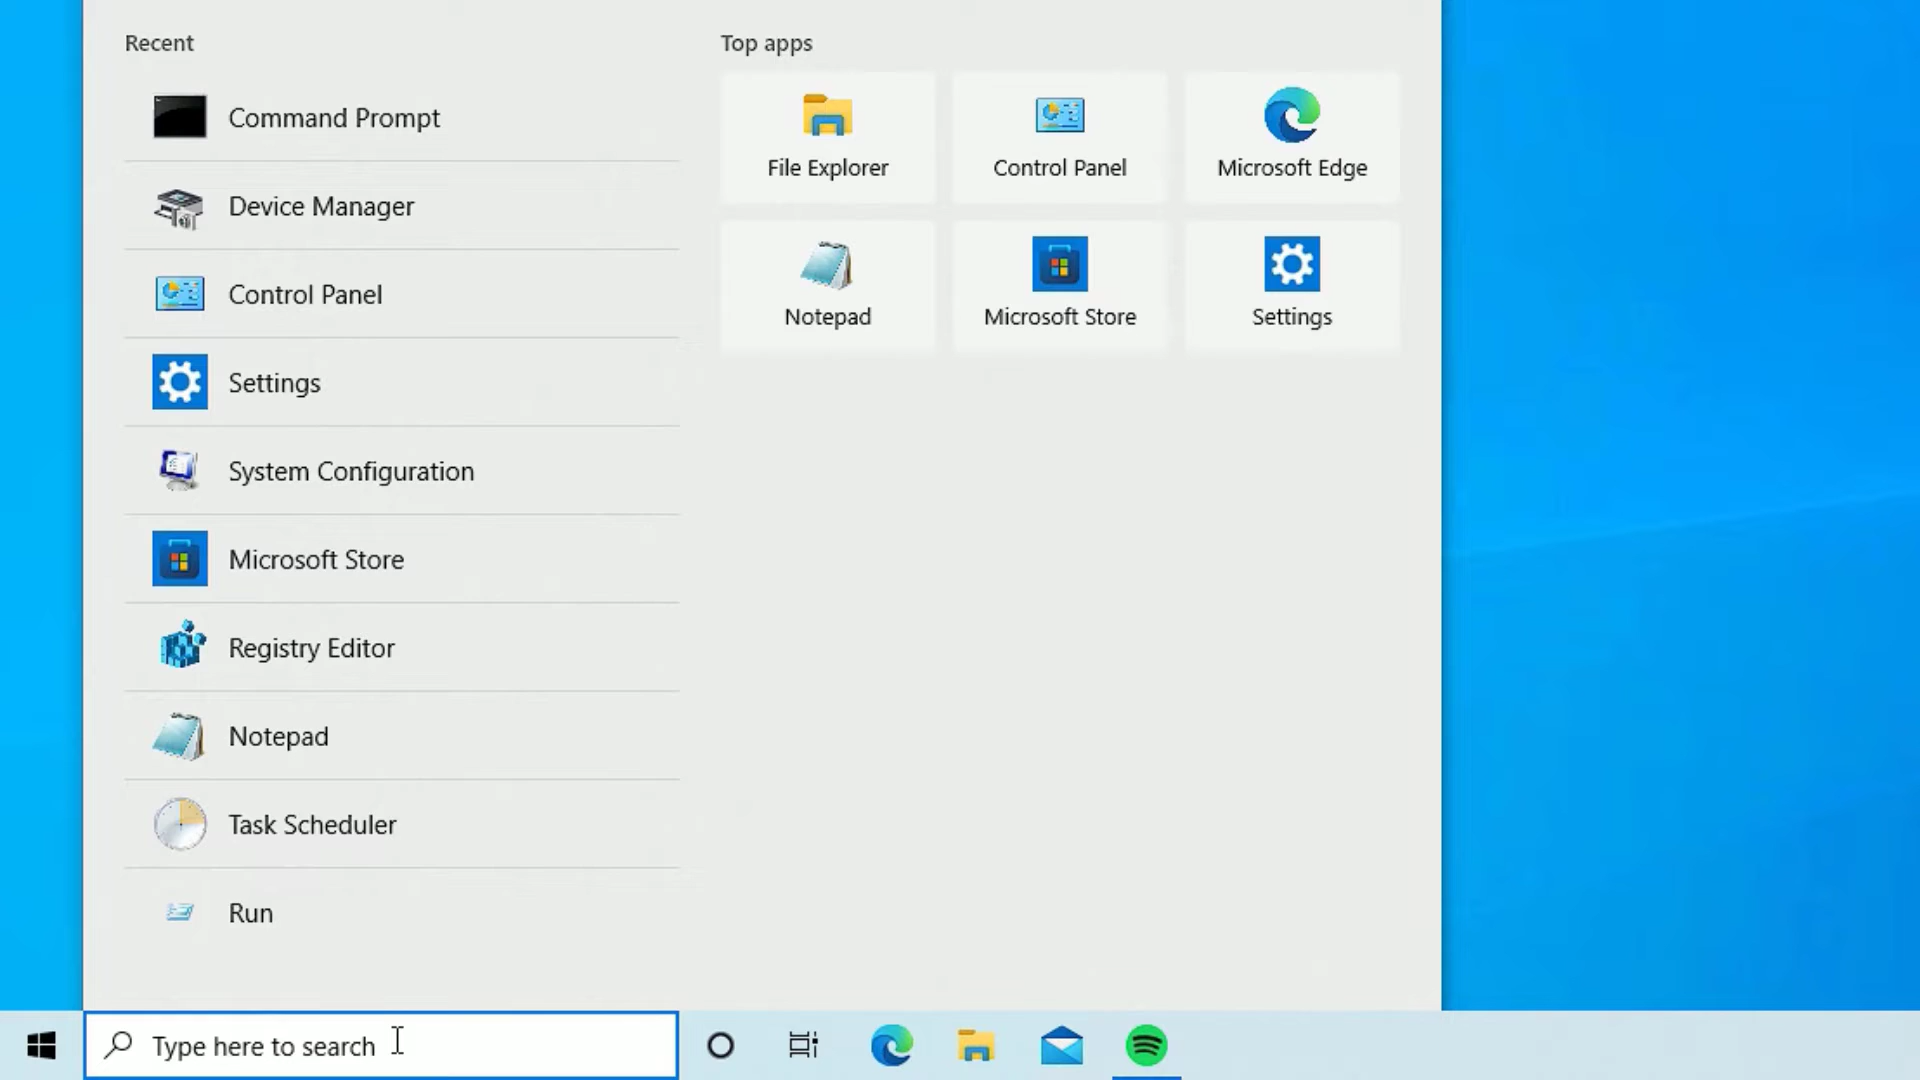 Recent
Command Prompt
Device Manager
Control Panel
Settings
System Configuration
Microsoft Store
Registry Editor
Notepad
Task Scheduler
Run
Top apps
File Explorer
Control Panel
Microsoft Edge
Notepad
Microsoft Store
Settings
Type here to search